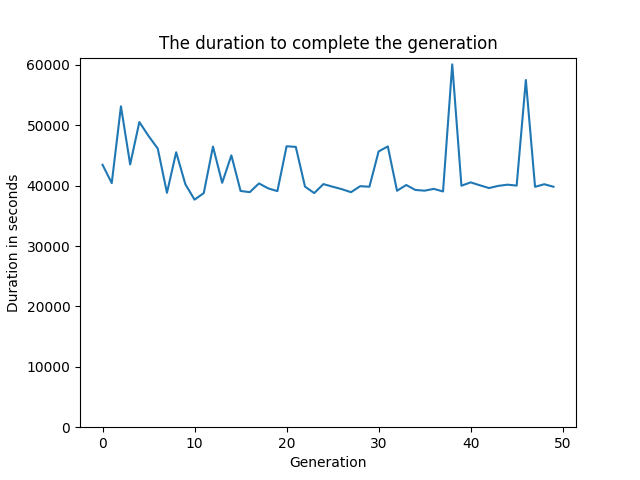 The duration to complete the generation
60000
50000
40000
30000
20000
10000
0
Duration in seconds
0 10 20 30 40 50
Generation